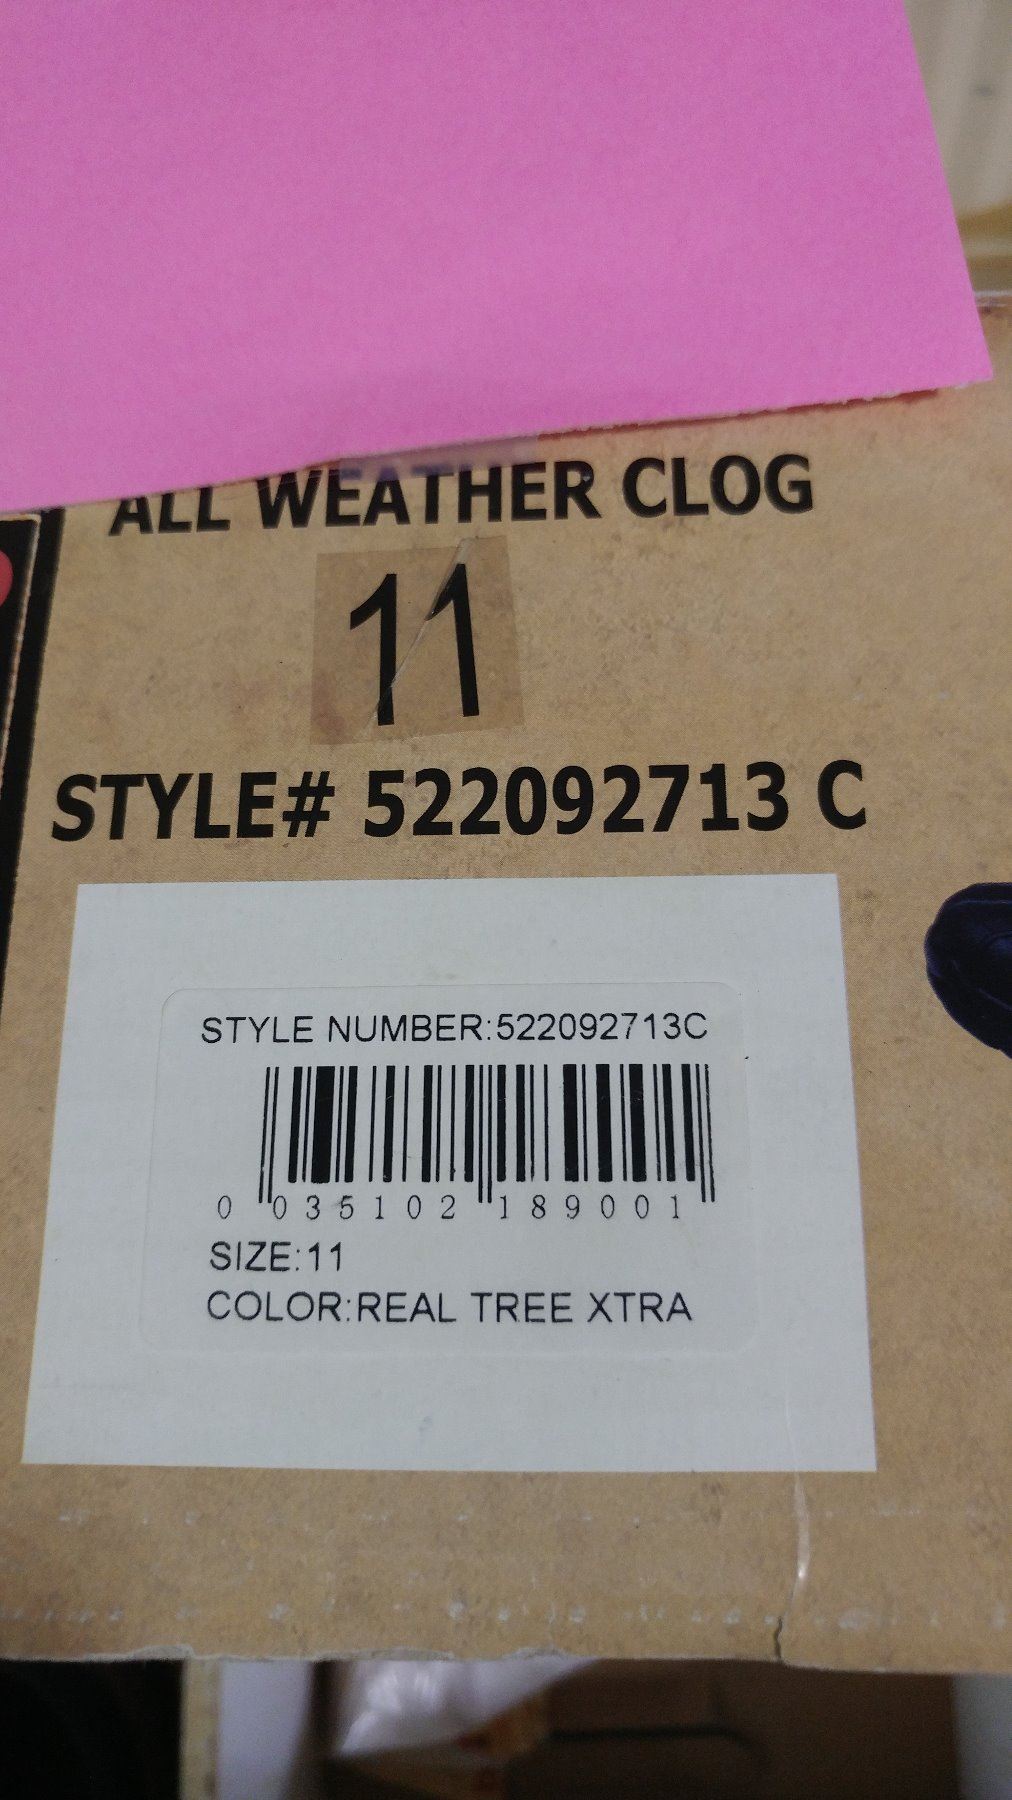 ALL WEATHER CLOG
11
STYLE# 522092713 C
STYLE NUMBER:522092713C
0 035102 189001
SIZE:11
COLOR:REAL TREE XTRA